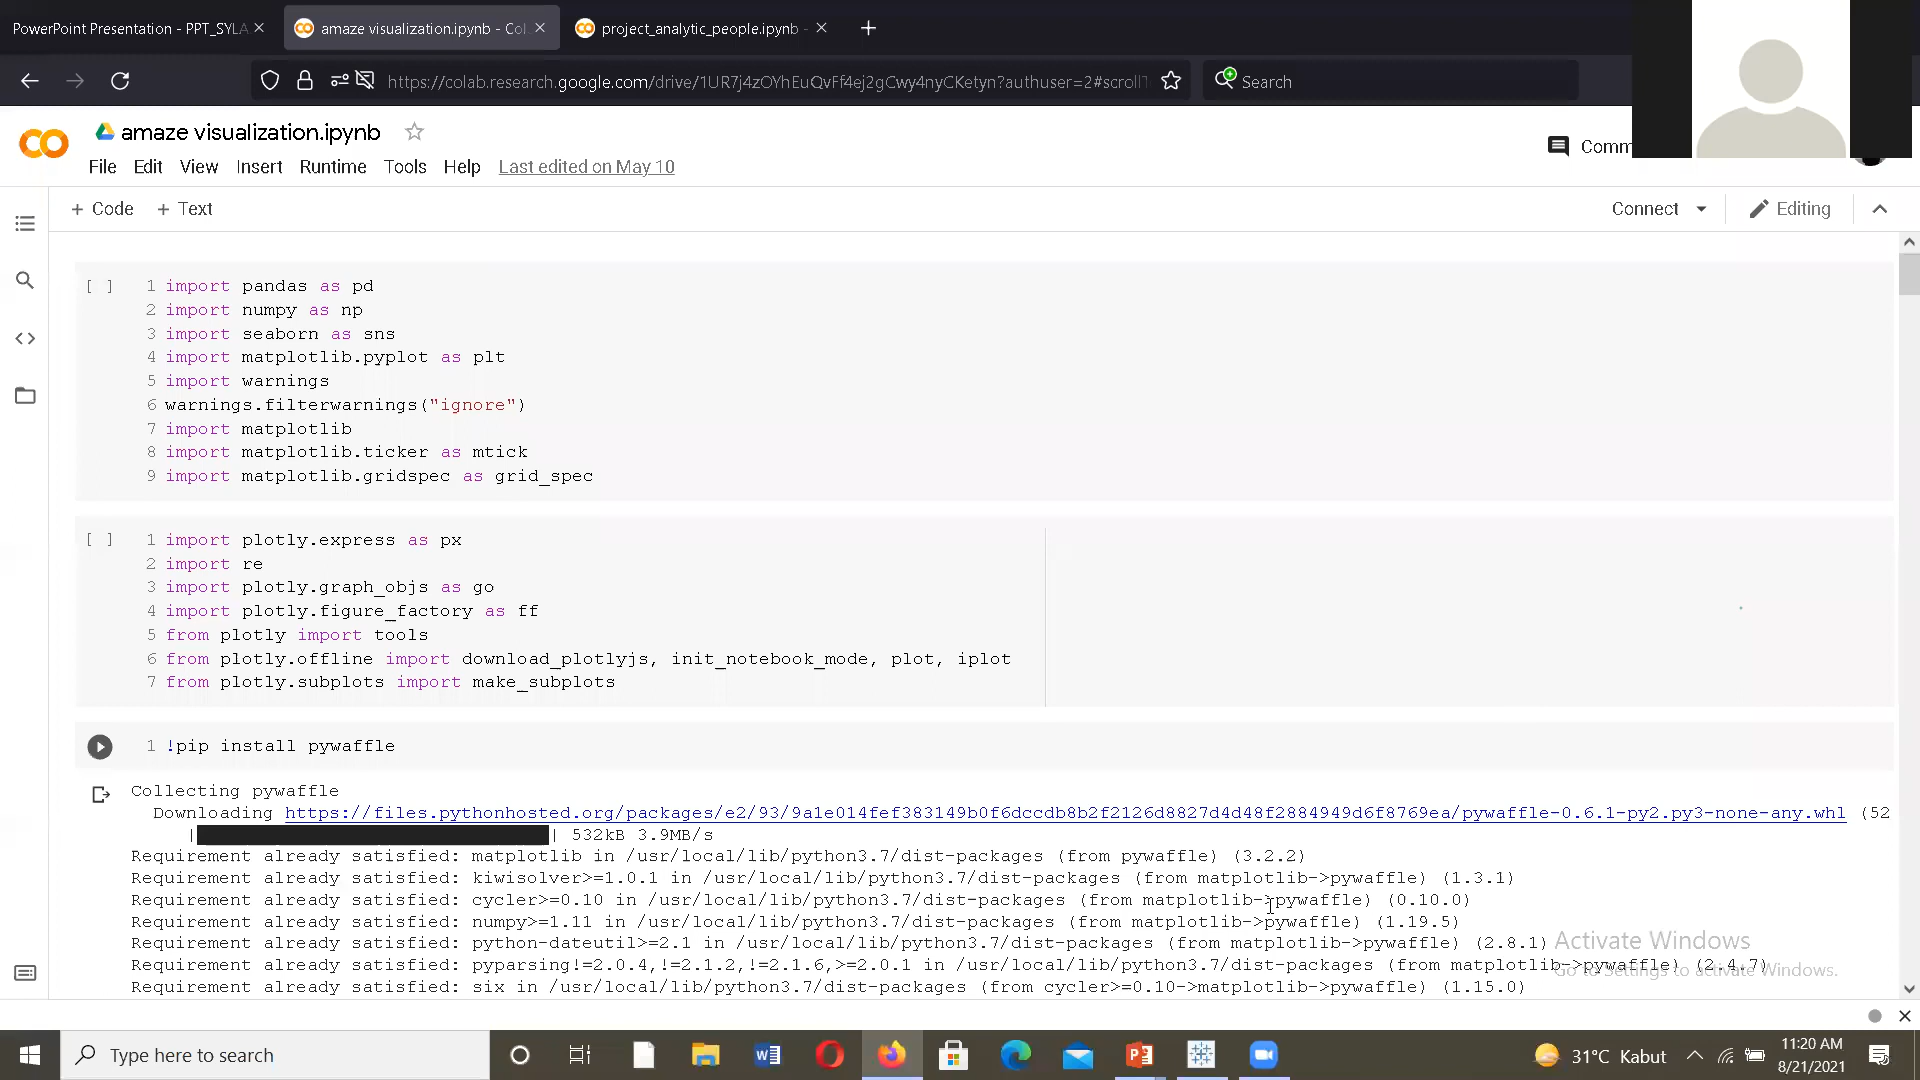 PowerPoint Presentation - PPT_SYLA
amaze visualization.ipynb - Col
project_analytic_people.ipynb -
https://colab.research.google.com/drive/1UR7j4zOYhEuQvFf4ej2gCwy4nyCKetyn?authuser=2#scrollT
Search
amaze visualization.ipynb
File Edit View Insert Runtime Tools Help Last edited on May 10
Comm
+ Code + Text
Connect
Editing
[ ] 1 import pandas as pd
2 import numpy as np
3 import seaborn as sns
4 import matplotlib.pyplot as plt
5 import warnings
6 warnings.filterwarnings("ignore")
7 import matplotlib
8 import matplotlib.ticker as mtick
9 import matplotlib.gridspec as grid_spec
[ ] 1 import plotly.express as px
2 import re
3 import plotly.graph_objs as go
4 import plotly.figure_factory as ff
5 from plotly import tools
6 from plotly.offline import download_plotlyjs, init_notebook_mode, plot, iplot
7 from plotly.subplots import make_subplots
1 !pip install pywaffle
Collecting pywaffle
Downloading https://files.pythonhosted.org/packages/e2/93/9a1e014fef383149b0f6dccdb8b2f2126d8827d4d48f2884949d6f8769ea/pywaffle-0.6.1-py2.py3-none-any.whl (52
| | 532kB 3.9MB/s
Requirement already satisfied: matplotlib in /usr/local/lib/python3.7/dist-packages (from pywaffle) (3.2.2)
Requirement already satisfied: kiwisolver>=1.0.1 in /usr/local/lib/python3.7/dist-packages (from matplotlib->pywaffle) (1.3.1)
Requirement already satisfied: cycler>=0.10 in /usr/local/lib/python3.7/dist-packages (from matplotlib->pywaffle) (0.10.0)
Requirement already satisfied: numpy>=1.11 in /usr/local/lib/python3.7/dist-packages (from matplotlib->pywaffle) (1.19.5)
Requirement already satisfied: python-dateutil>=2.1 in /usr/local/lib/python3.7/dist-packages (from matplotlib->pywaffle) (2.8.1)
Requirement already satisfied: pyparsing!=2.0.4,!=2.1.2,!=2.1.6,>=2.0.1 in /usr/local/lib/python3.7/dist-packages (from matplotlib->pywaffle) (2.4.7)
Requirement already satisfied: six in /usr/local/lib/python3.7/dist-packages (from cycler>=0.10->matplotlib->pywaffle) (1.15.0)
Activate Windows
Go to Settings to activate Windows.
Type here to search
31°C Kabut
11:20 AM
8/21/2021